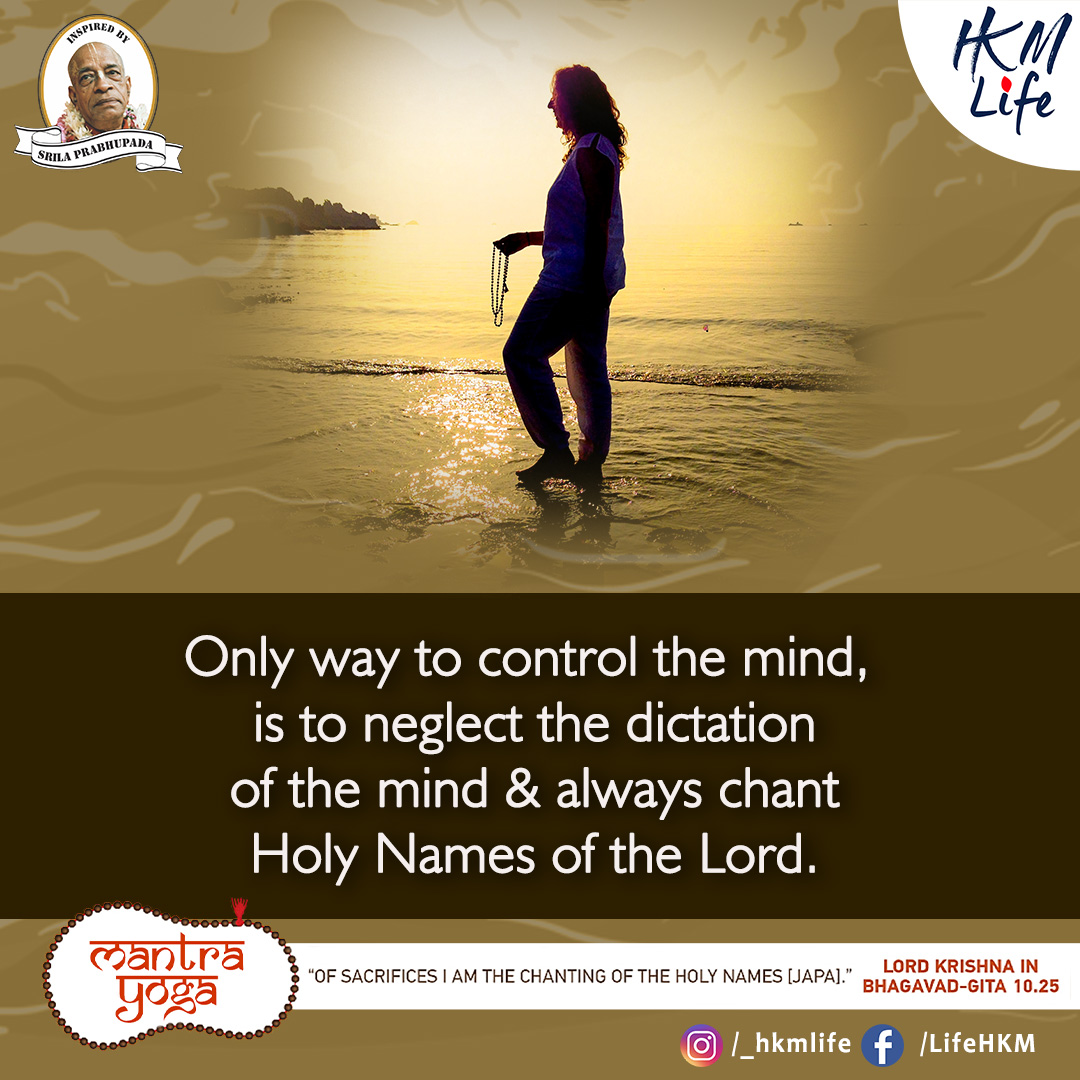 INSPIRED BY
SRILA PRABHUPADA
HKM
Life
Only way to control the mind,
is to neglect the dictation
of the mind & always chant
Holy Names of the Lord.
mantra
yoga
“OF SACRIFICES I AM THE CHANTING OF THE HOLY NAMES [JAPA].”
LORD KRISHNA IN
BHAGAVAD-GITA 10.25
/_hkmlife
/LifeHKM